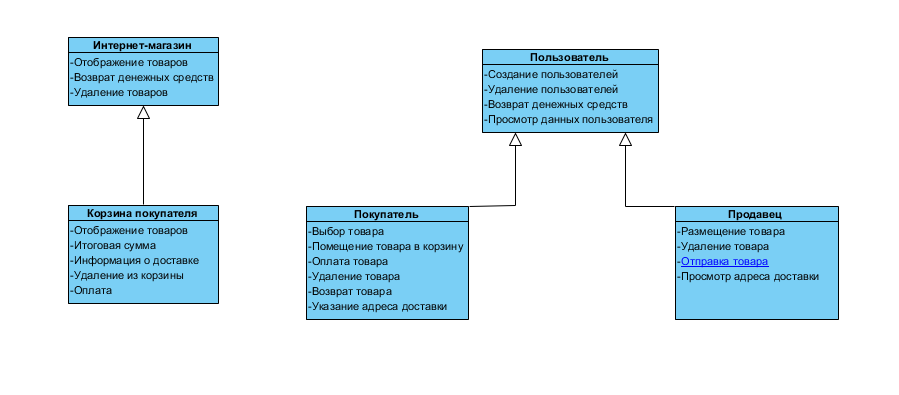 Интернет-магазин
-Отображение товаров
-Возврат денежных средств
-Удаление товаров
Пользователь
-Создание пользователей
-Удаление пользователей
-Возврат денежных средств
-Просмотр данных пользователя
Корзина покупателя
-Отображение товаров
-Итоговая сумма
-Информация о доставке
-Удаление из корзины
-Оплата
Покупатель
-Выбор товара
-Помещение товара в корзину
-Оплата товара
-Удаление товара
-Возврат товара
-Указание адреса доставки
Продавец
-Размещение товара
-Удаление товара
-Отправка товара
-Просмотр адреса доставки